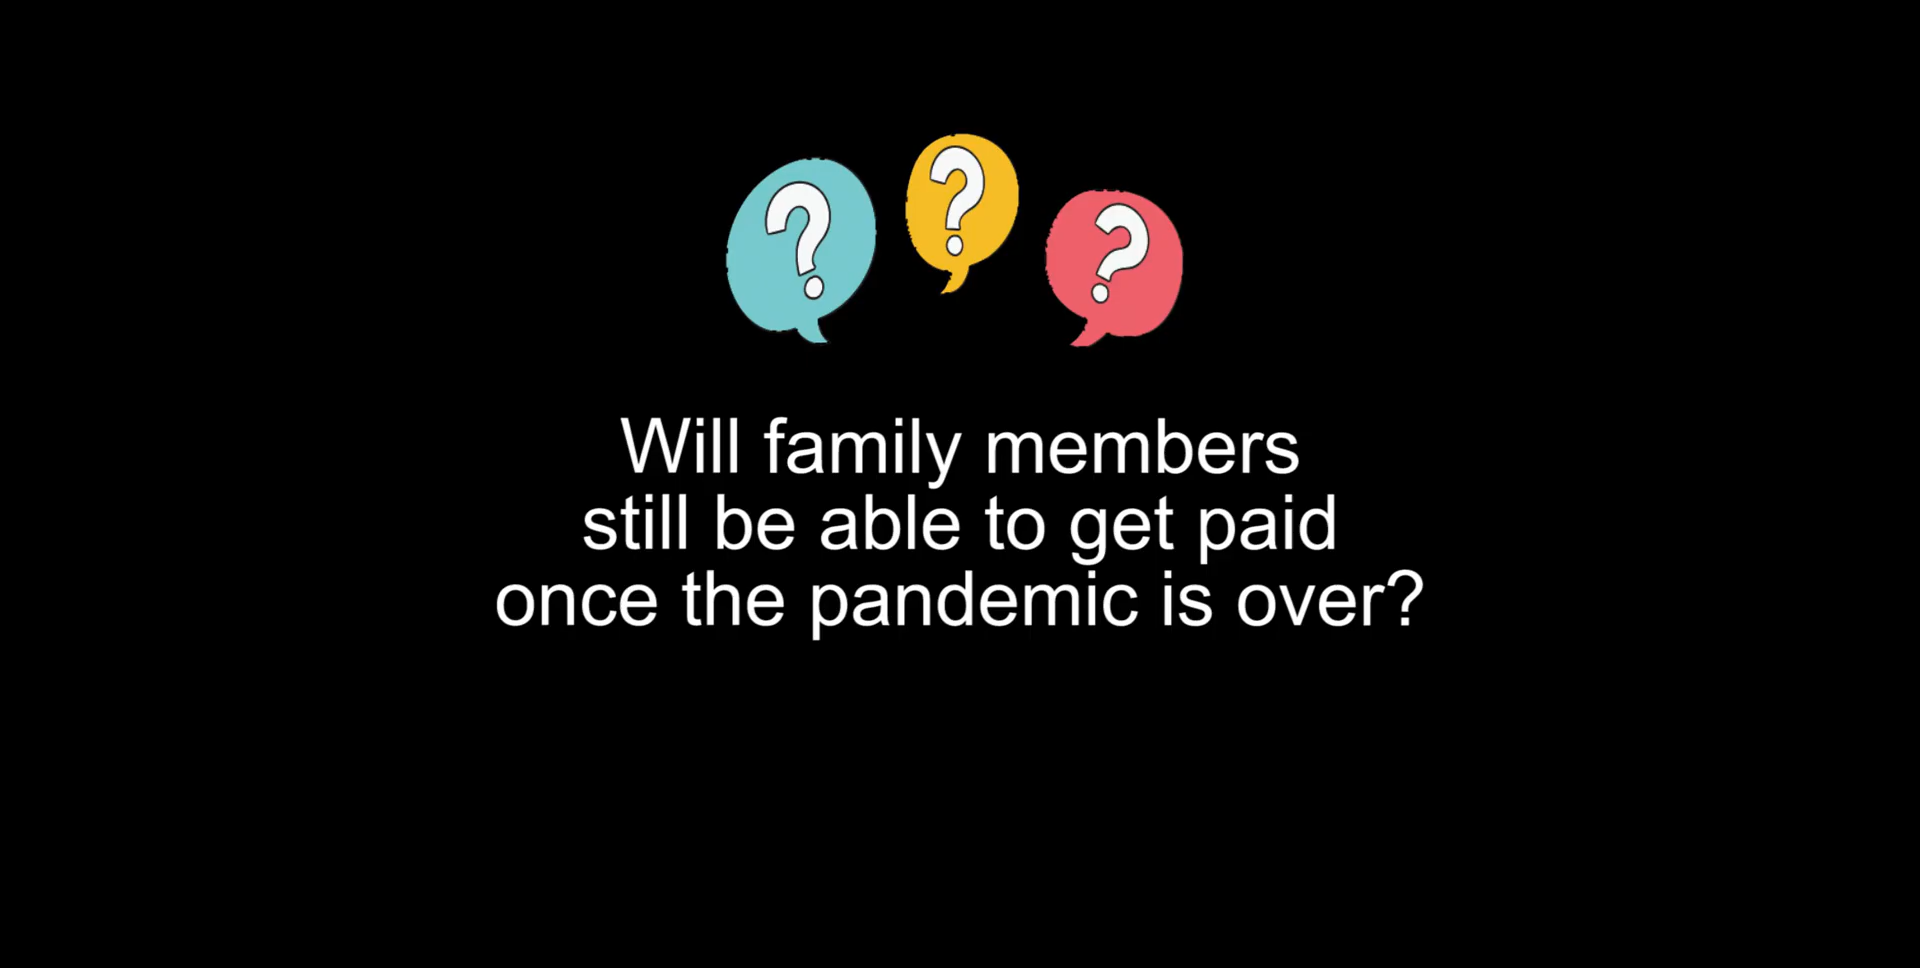 ? ? ?
Will family members
still be able to get paid
once the pandemic is over?